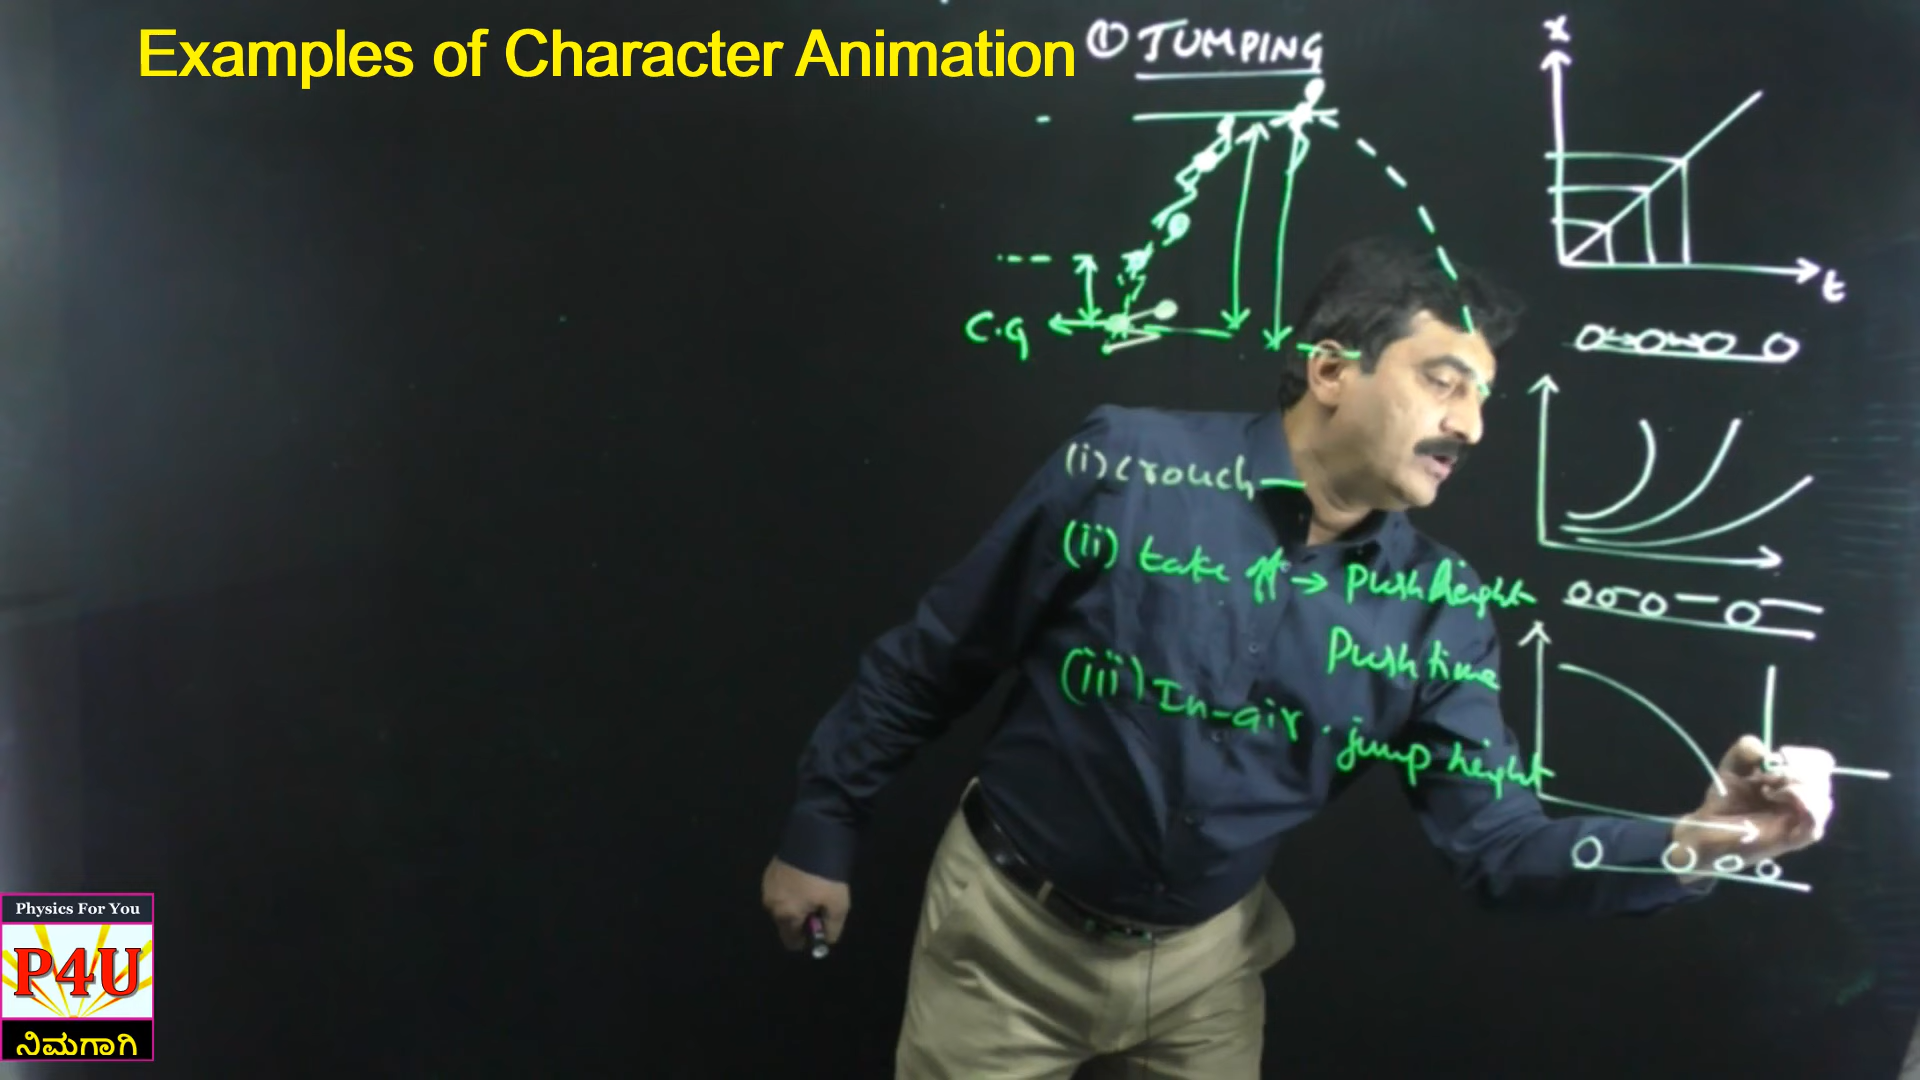 Examples of Character Animation
① JUMPING
x
t
C.G
(i) crouch —
(ii) take off → Push height
Push time
(iii) In-air · jump height
Physics For You
P4U
ನಿಮಗಾಗಿ